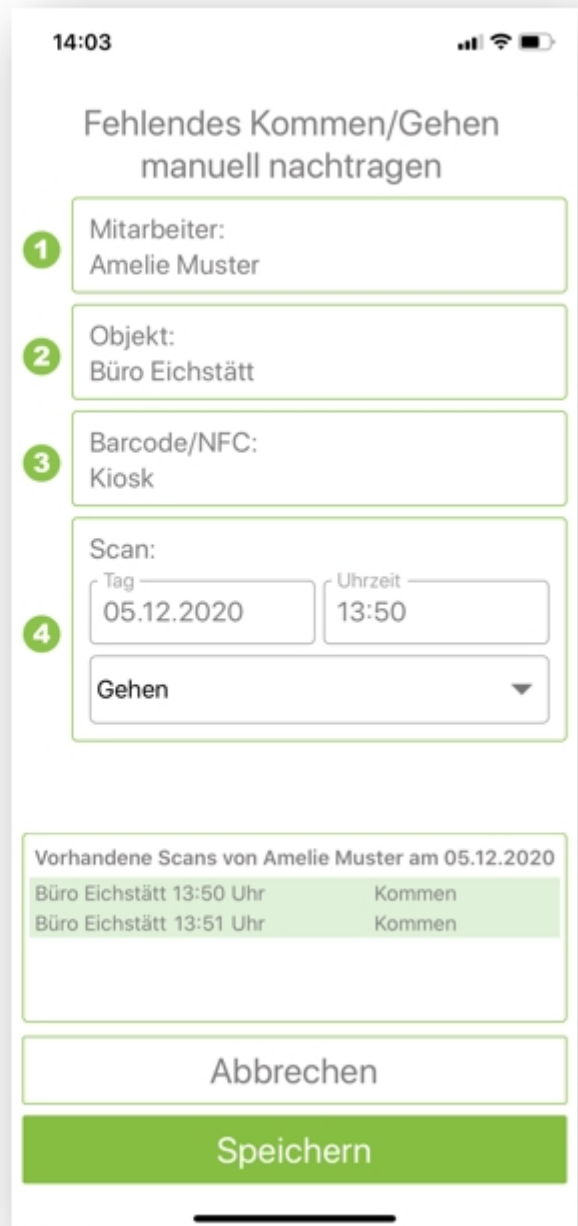 14:03
Fehlendes Kommen/Gehen
manuell nachtragen
1
Mitarbeiter:
Amelie Muster
2
Objekt:
Büro Eichstätt
3
Barcode/NFC:
Kiosk
4
Scan:
Tag Uhrzeit
05.12.2020 13:50
Gehen
Vorhandene Scans von Amelie Muster am 05.12.2020
Büro Eichstätt 13:50 Uhr Kommen
Büro Eichstätt 13:51 Uhr Kommen
Abbrechen
Speichern